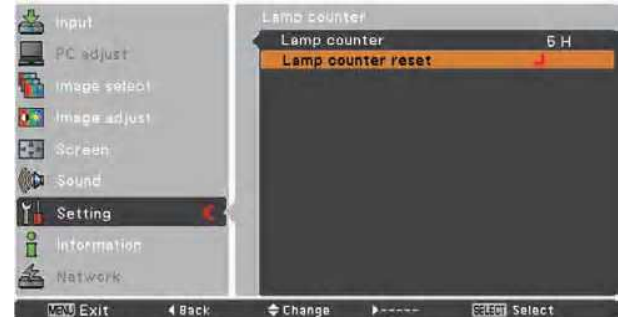 Input
PC adjust
Image select
Image adjust
Screen
Sound
Setting
Information
Network
Lamp counter
Lamp counter 5 H
Lamp counter reset
MENU Exit ◀Back ◆Change ▶----- SELECT Select